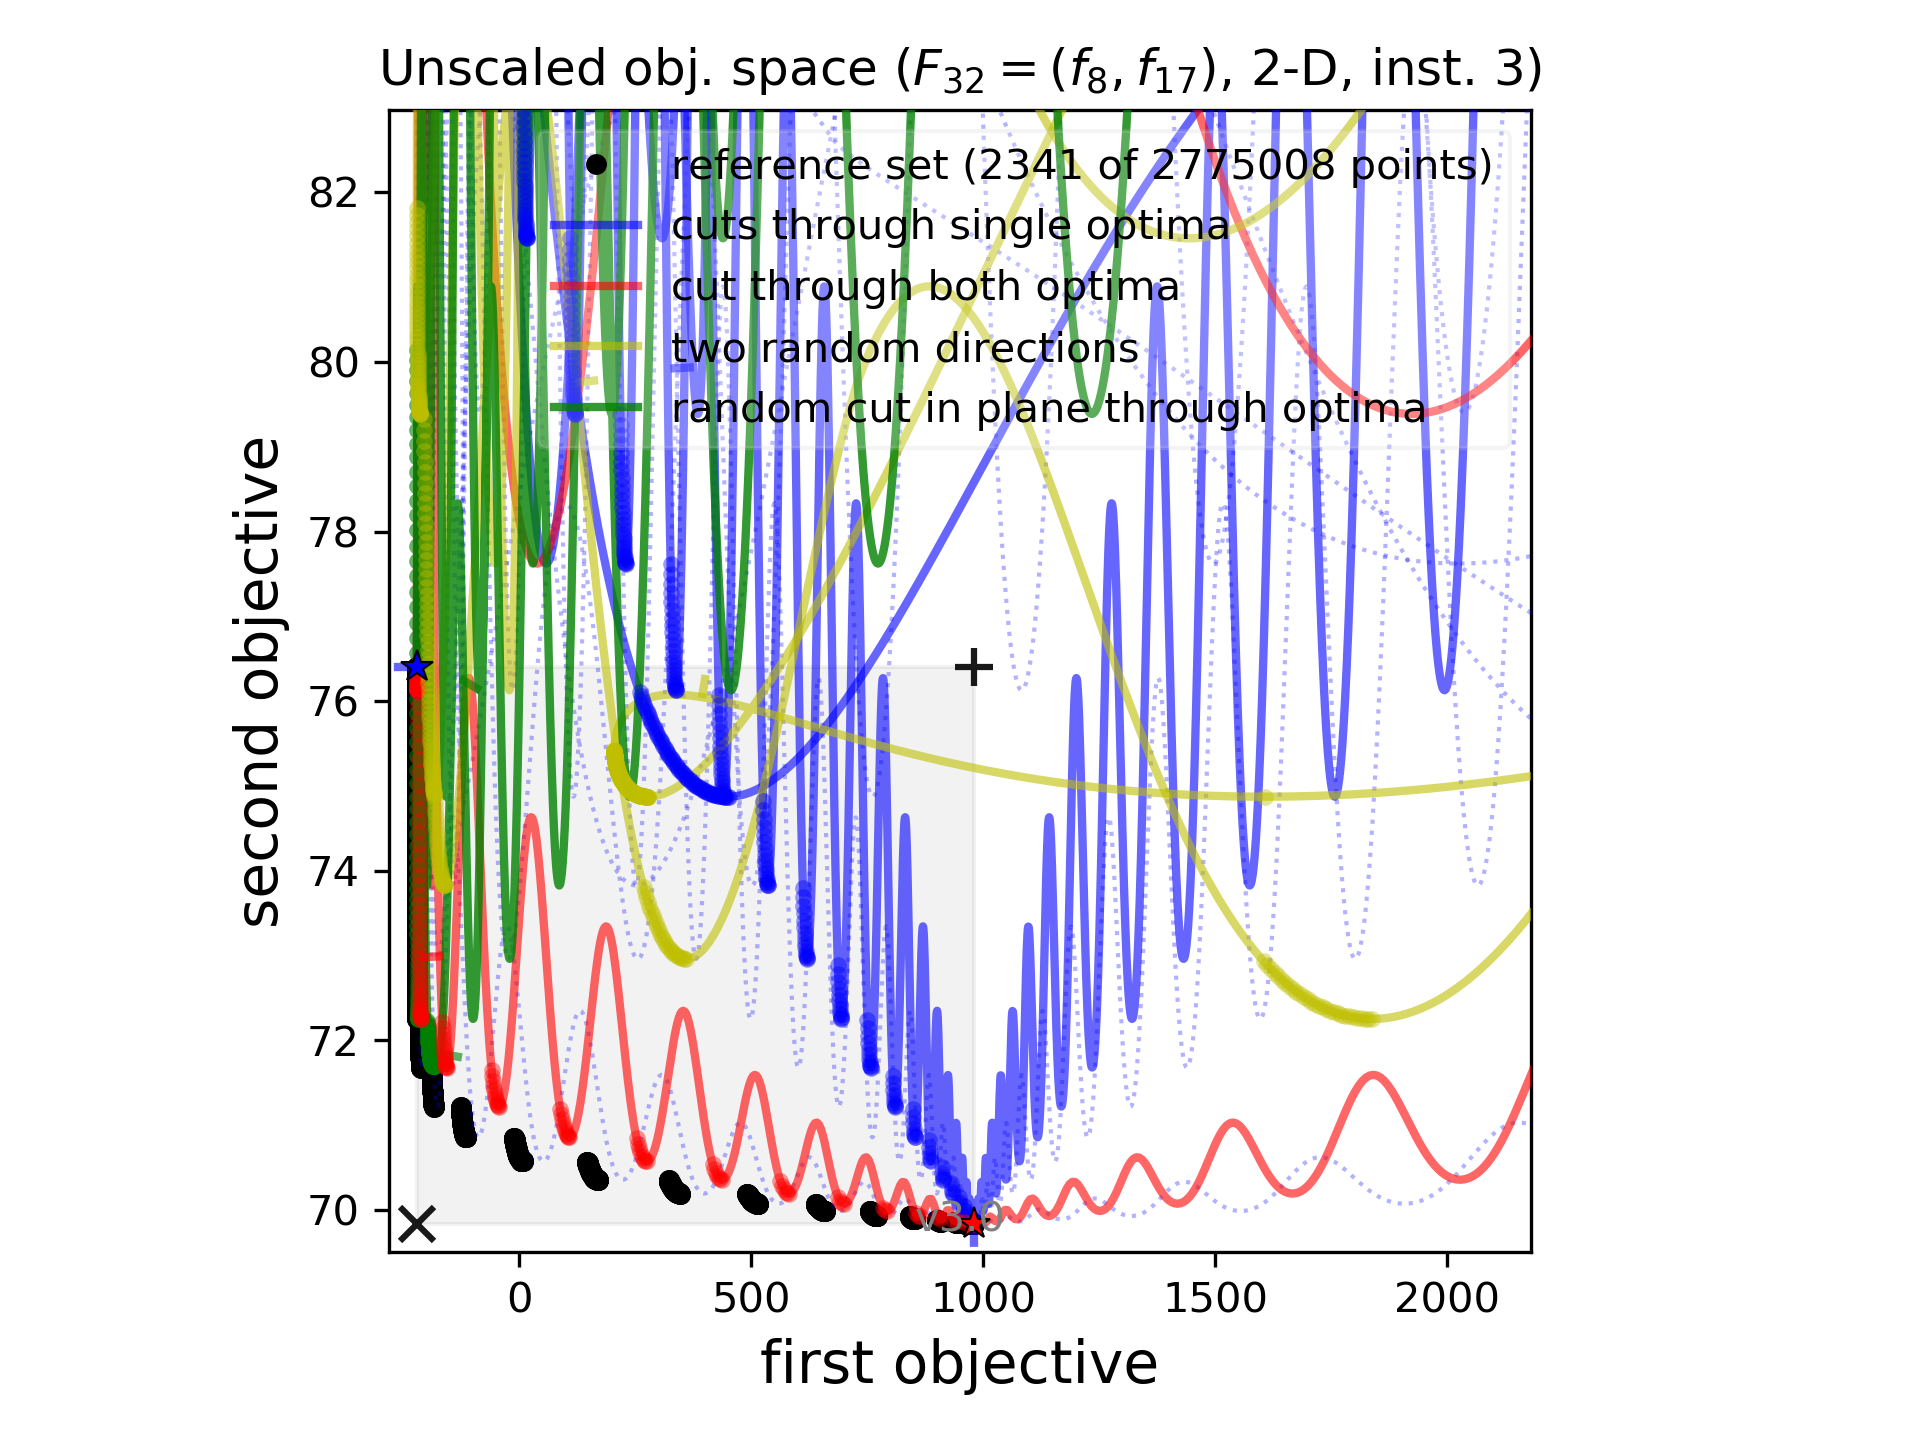 Unscaled obj. space (F₃₂ = (f₈, f₁₇), 2-D, inst. 3)
reference set (2341 of 2775008 points)
cuts through single optima
cut through both optima
two random directions
random cut in plane through optima
82
80
78
76
74
72
70
second objective
v3.0
0
500
1000
1500
2000
first objective